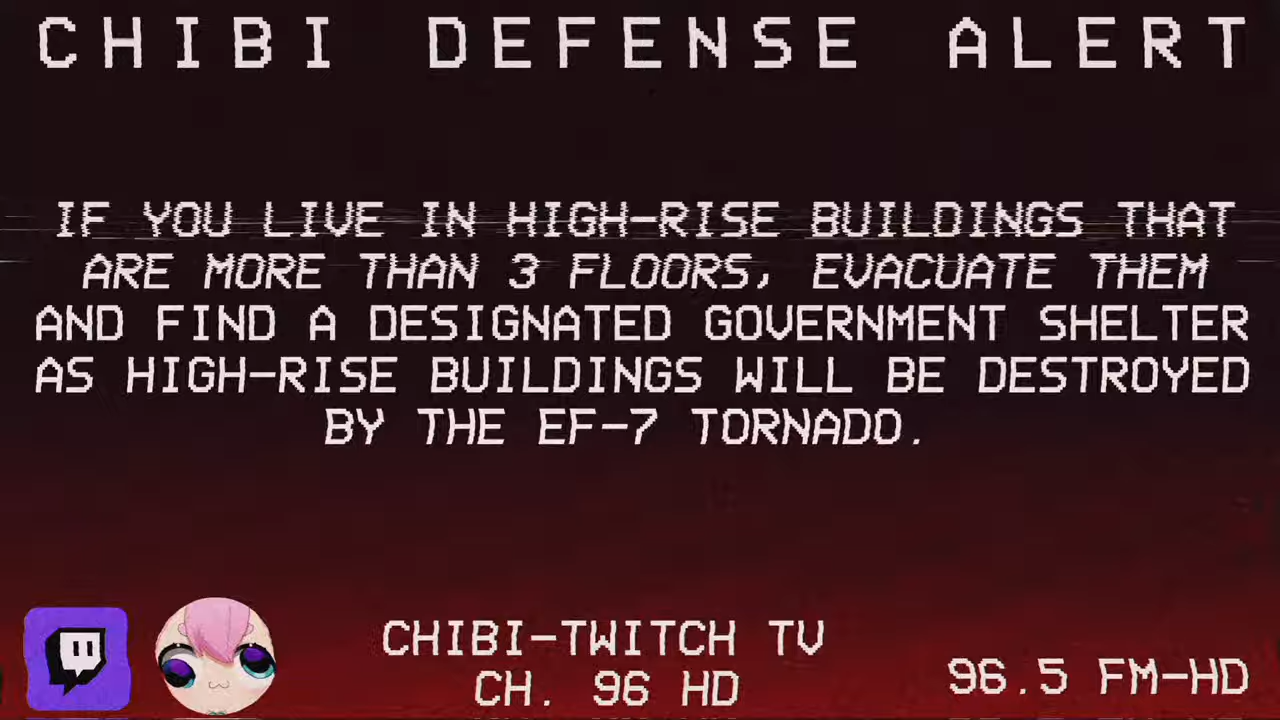 CHIBI DEFENSE ALERT
IF YOU LIVE IN HIGH-RISE BUILDINGS THAT
ARE MORE THAN 3 FLOORS, EVACUATE THEM
AND FIND A DESIGNATED GOVERNMENT SHELTER
AS HIGH-RISE BUILDINGS WILL BE DESTROYED
BY THE EF-7 TORNADO.
CHIBI-TWITCH TV
CH. 96 HD
96.5 FM-HD